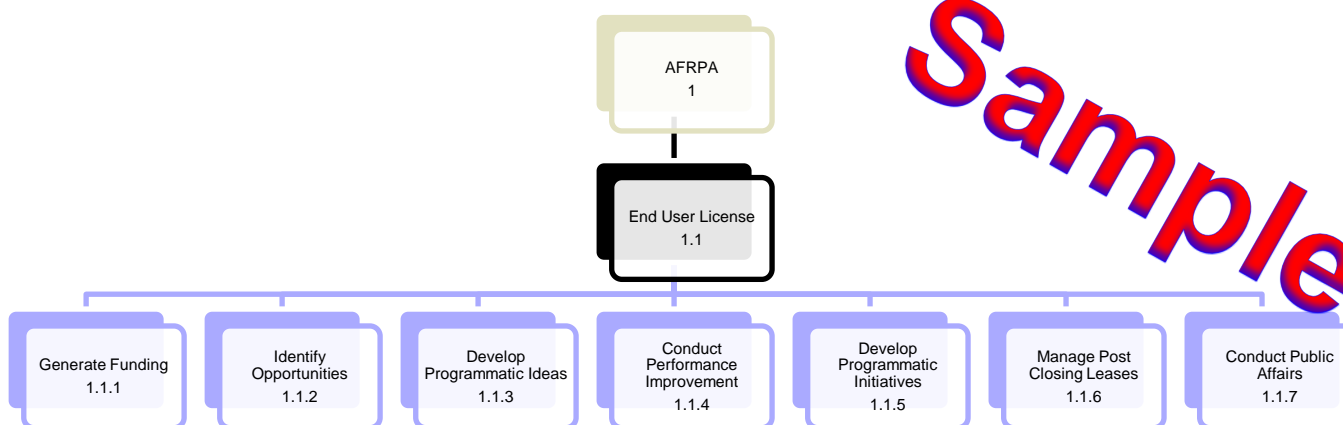 AFRPA
1
Sample
End User License
1.1
Generate Funding
1.1.1
Identify
Opportunities
1.1.2
Develop
Programmatic Ideas
1.1.3
Conduct
Performance
Improvement
1.1.4
Develop
Programmatic
Initiatives
1.1.5
Manage Post
Closing Leases
1.1.6
Conduct Public
Affairs
1.1.7